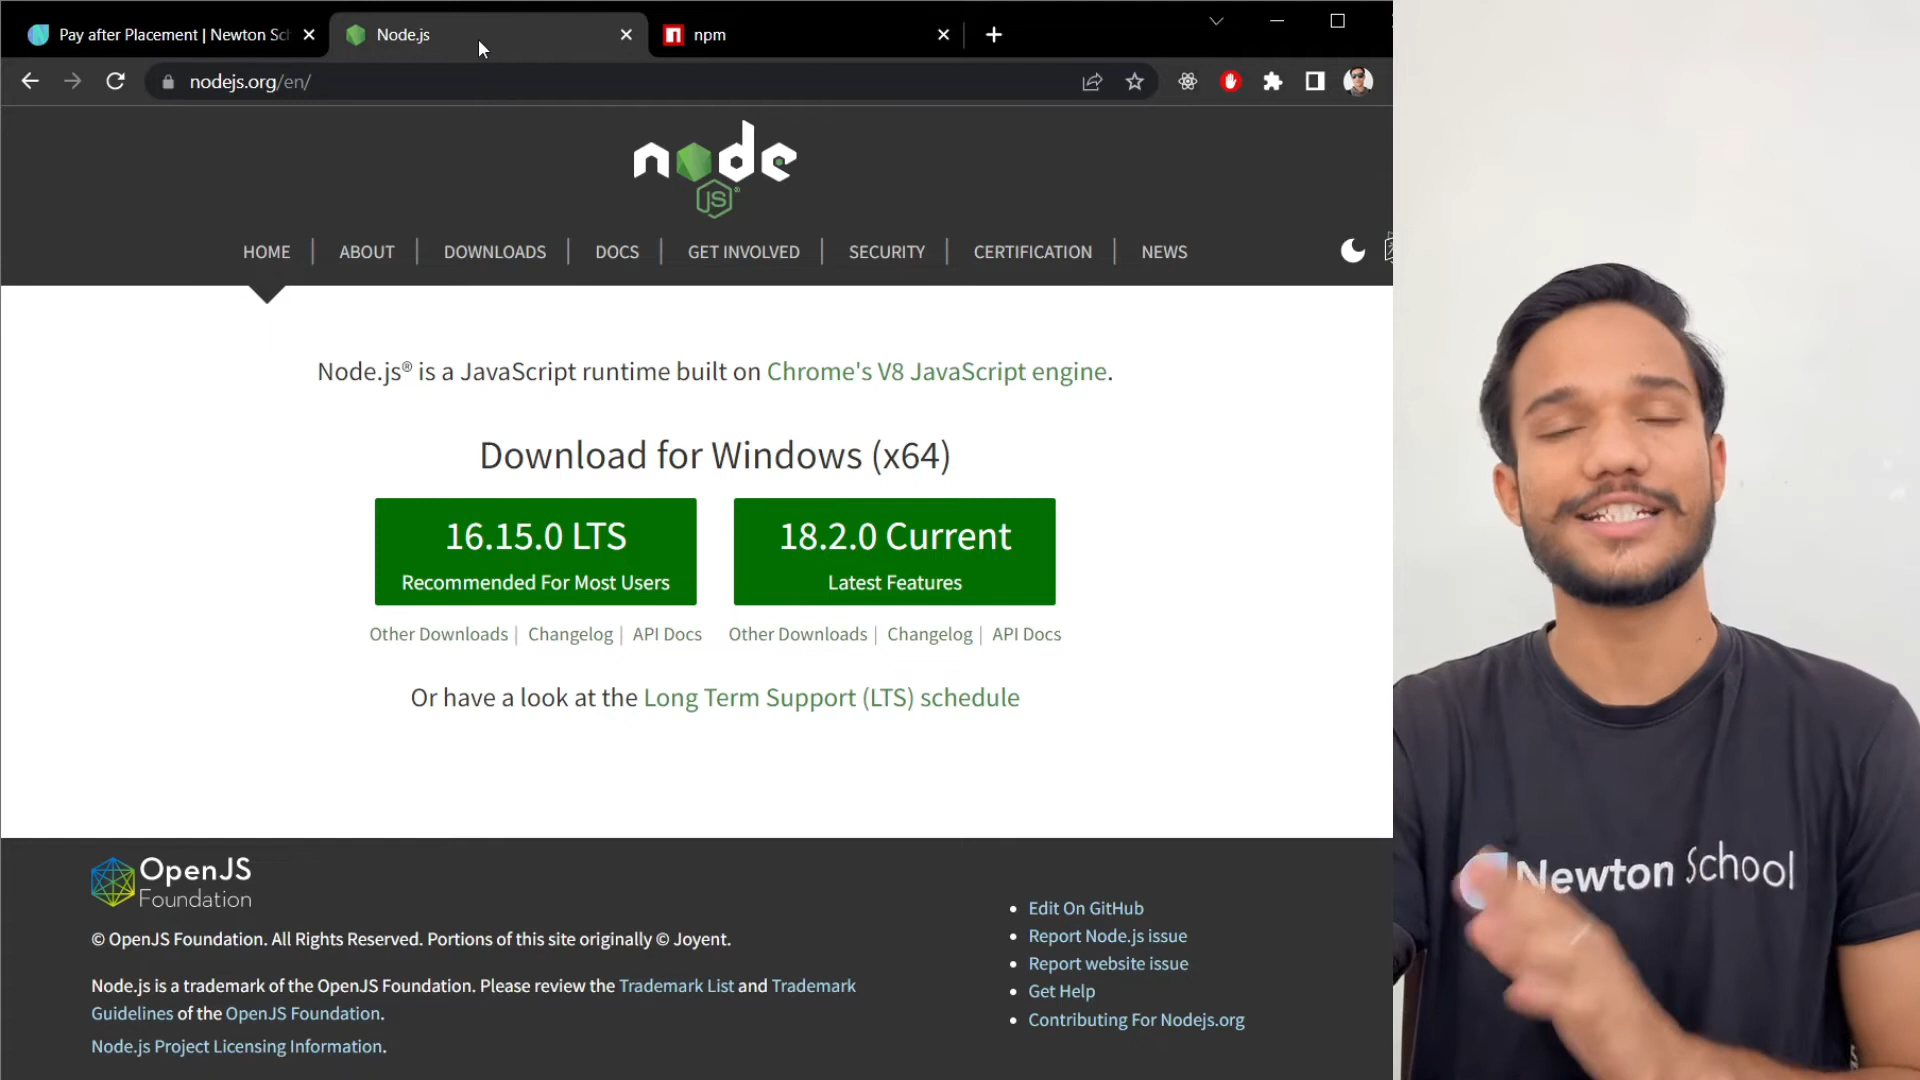 Pay after Placement | Newton Sc
Node.js
npm
nodejs.org/en/
node
JS
HOME
ABOUT
DOWNLOADS
DOCS
GET INVOLVED
SECURITY
CERTIFICATION
NEWS
Node.js® is a JavaScript runtime built on Chrome's V8 JavaScript engine.
Download for Windows (x64)
16.15.0 LTS
Recommended For Most Users
18.2.0 Current
Latest Features
Other Downloads | Changelog | API Docs
Other Downloads | Changelog | API Docs
Or have a look at the Long Term Support (LTS) schedule
OpenJS
Foundation
© OpenJS Foundation. All Rights Reserved. Portions of this site originally © Joyent.
Node.js is a trademark of the OpenJS Foundation. Please review the Trademark List and Trademark
Guidelines of the OpenJS Foundation.
Node.js Project Licensing Information.
Edit On GitHub
Report Node.js issue
Report website issue
Get Help
Contributing For Nodejs.org
Newton School